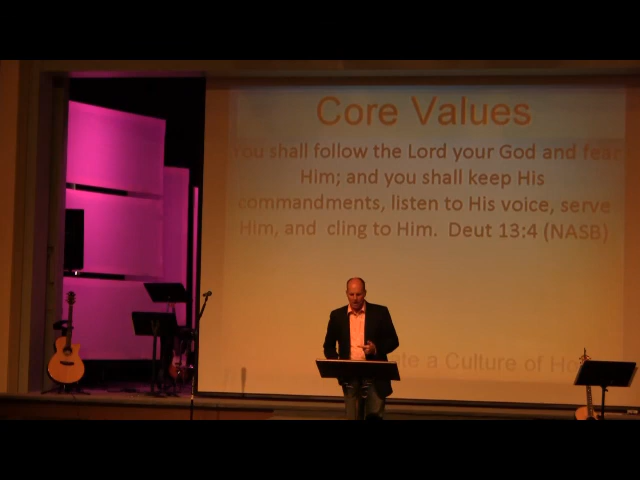 Core Values
You shall follow the Lord your God and fear
Him; and you shall keep His
commandments, listen to His voice, serve
Him, and cling to Him. Deut 13:4 (NASB)
a Culture of